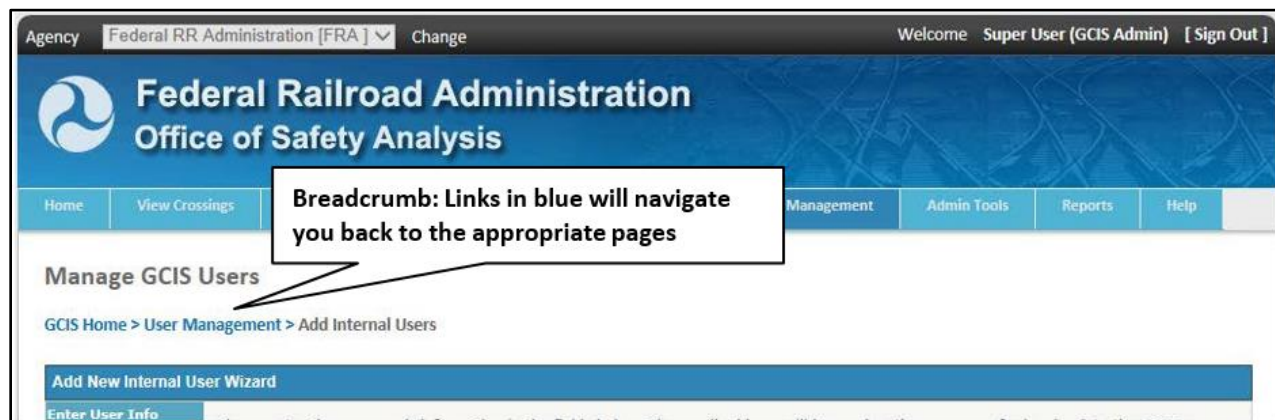 Agency Federal RR Administration [FRA ] Change Welcome Super User (GCIS Admin) [ Sign Out ]
Federal Railroad Administration
Office of Safety Analysis
Home View Crossings Management Admin Tools Reports Help
Breadcrumb: Links in blue will navigate
you back to the appropriate pages
Manage GCIS Users
GCIS Home > User Management > Add Internal Users
Add New Internal User Wizard
Enter User Info